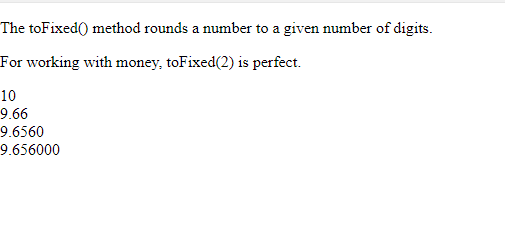 The toFixed() method rounds a number to a given number of digits.
For working with money, toFixed(2) is perfect.
10
9.66
9.6560
9.656000